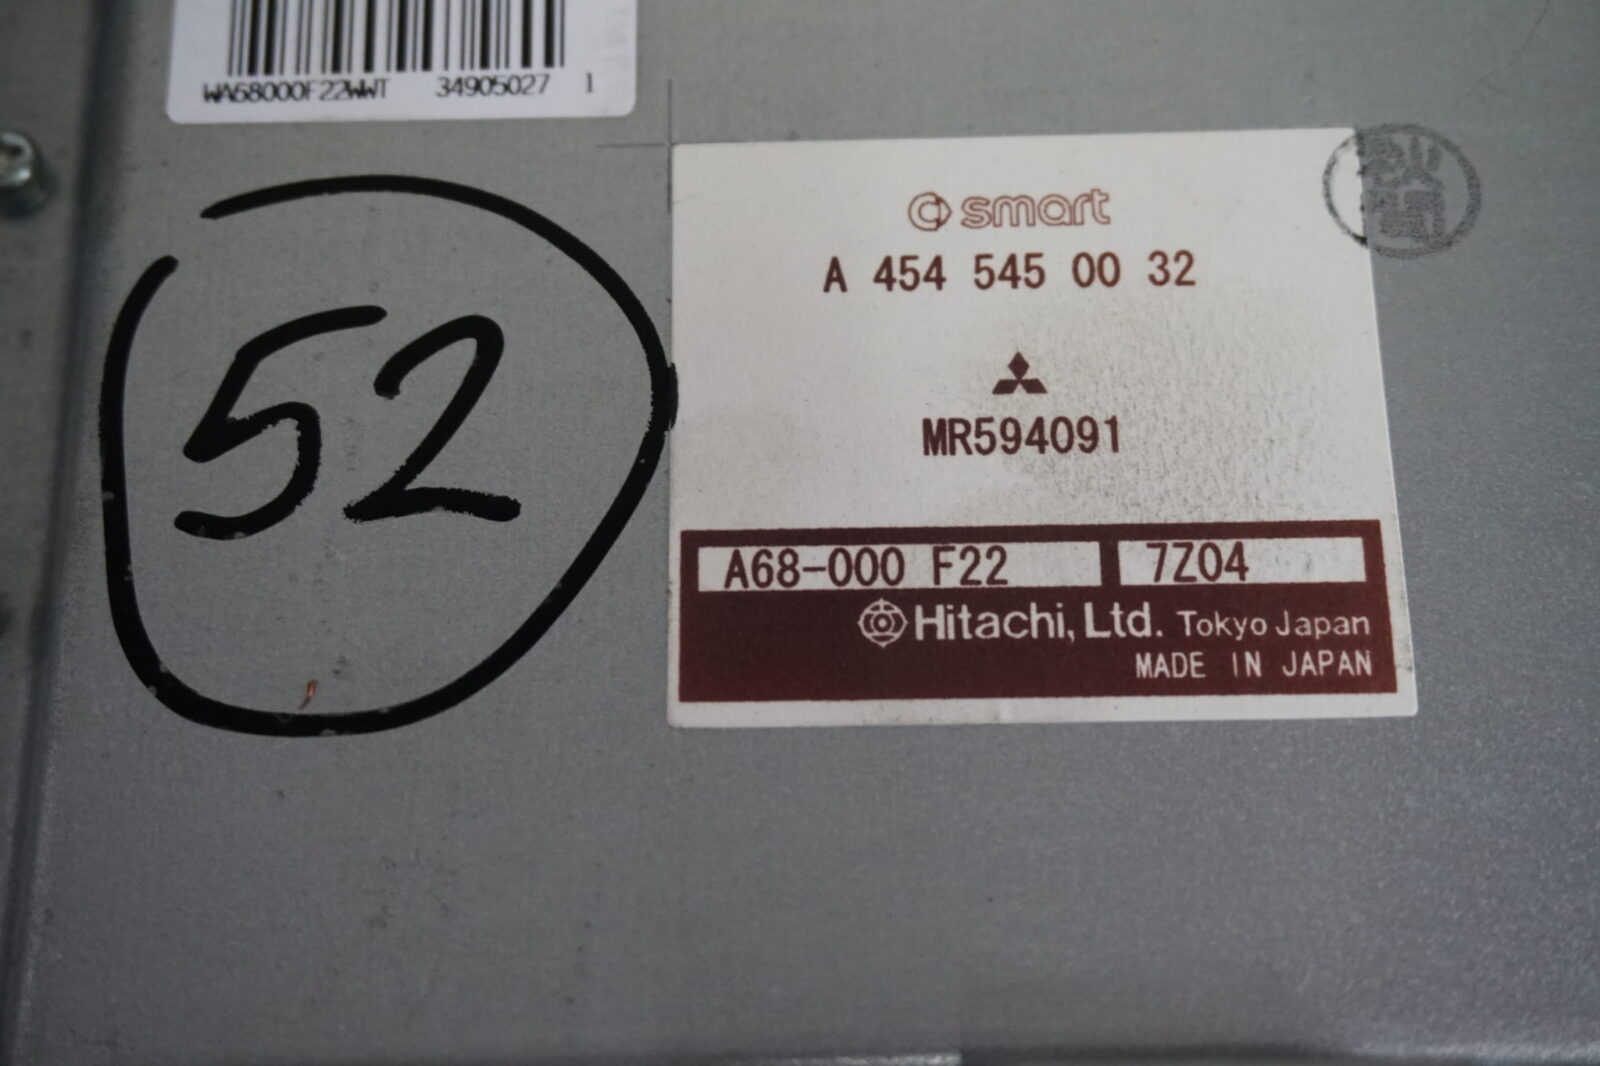 WA68000F22WWT 34905027 1
52
smart
A 454 545 00 32
MR594091
A68-000 F22 7Z04
Hitachi, Ltd. Tokyo Japan
MADE IN JAPAN